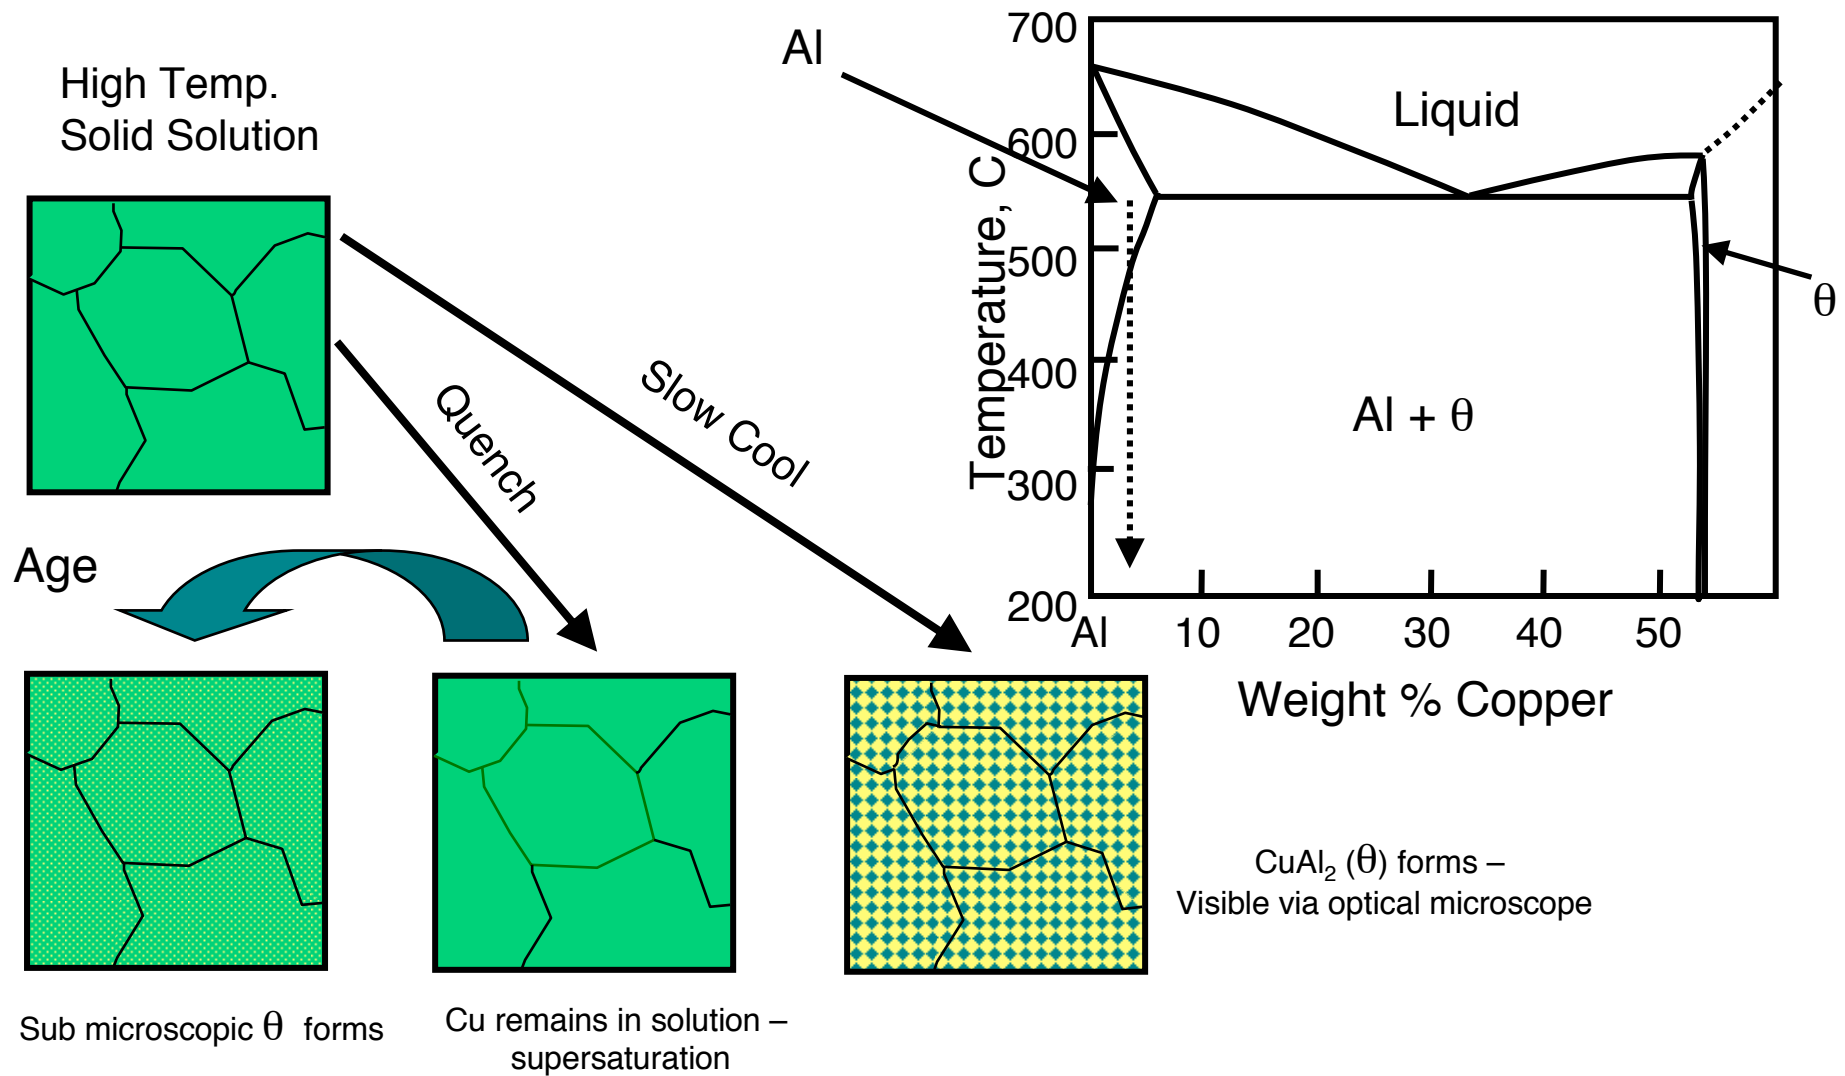 High Temp.
Solid Solution
Al
700
600
500
400
300
200
Temperature, C
Liquid
θ
Al + θ
Al 10 20 30 40 50
Weight % Copper
Quench
Slow Cool
Age
CuAl₂ (θ) forms –
Visible via optical microscope
Sub microscopic θ forms
Cu remains in solution –
supersaturation